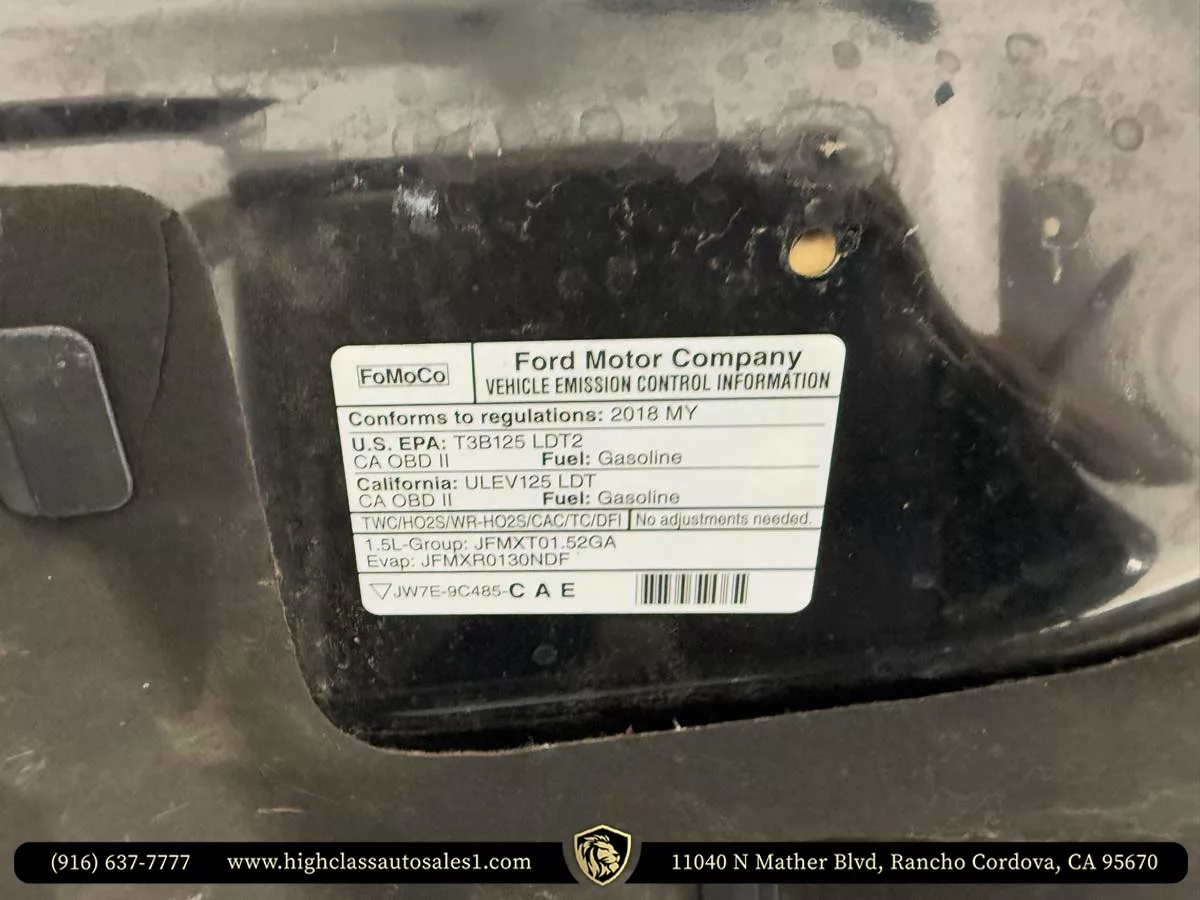 FoMoCo
Ford Motor Company
VEHICLE EMISSION CONTROL INFORMATION
Conforms to regulations: 2018 MY
U.S. EPA: T3B125 LDT2
CA OBD II Fuel: Gasoline
California: ULEV125 LDT
CA OBD II Fuel: Gasoline
TWC/HO2S/WR-HO2S/CAC/TC/DFI No adjustments needed.
1.5L-Group: JFMXT01.52GA
Evap: JFMXR0130NDF
JW7E-9C485-C A E
(916) 637-7777 www.highclassautosales1.com 11040 N Mather Blvd, Rancho Cordova, CA 95670